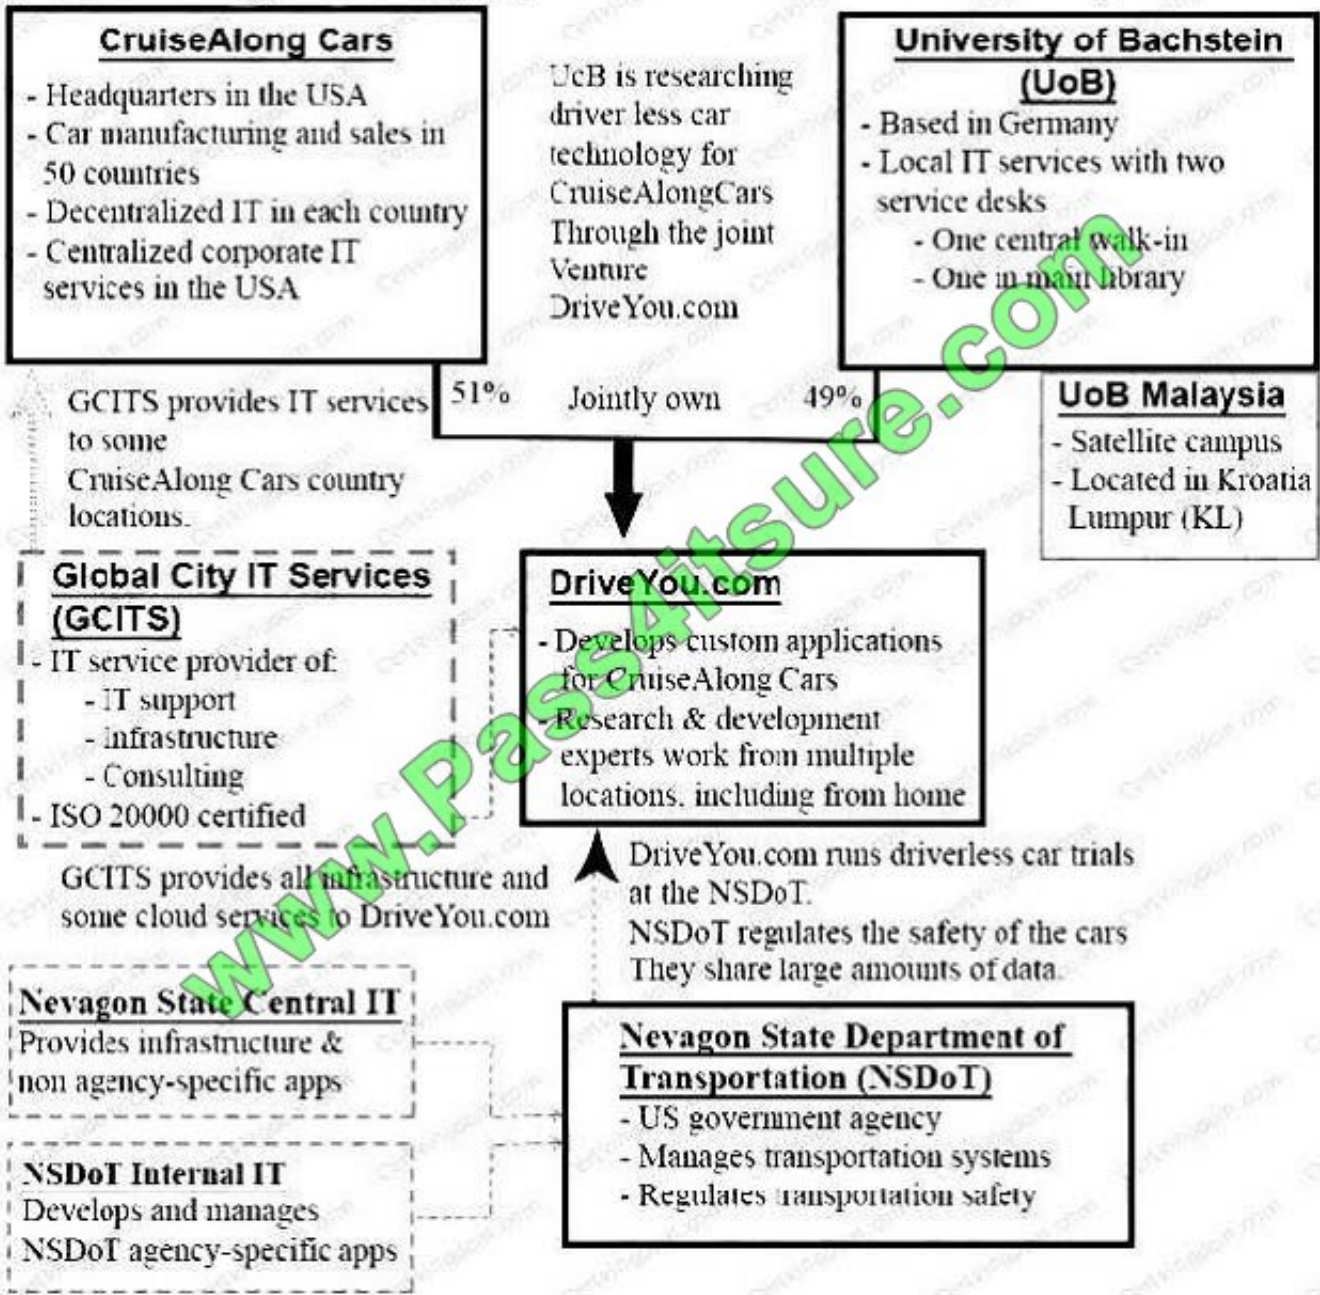 CruiseAlong Cars
- Headquarters in the USA
- Car manufacturing and sales in
50 countries
- Decentralized IT in each country
- Centralized corporate IT
services in the USA
UcB is researching
driver less car
technology for
CruiseAlongCars
Through the joint
Venture
DriveYou.com
University of Bachstein
(UoB)
- Based in Germany
- Local IT services with two
service desks
- One central walk-in
- One in main library
51%
Jointly own
49%
GCITS provides IT services
to some
CruiseAlong Cars country
locations.
UoB Malaysia
- Satellite campus
- Located in Kroatia
Lumpur (KL)
Global City IT Services
(GCITS)
- IT service provider of:
- IT support
- Infrastructure
- Consulting
- ISO 20000 certified
DriveYou.com
- Develops custom applications
for CruiseAlong Cars
- Research & development
experts work from multiple
locations, including from home
GCITS provides all infrastructure and
some cloud services to DriveYou.com
DriveYou.com runs driverless car trials
at the NSDoT.
NSDoT regulates the safety of the cars
They share large amounts of data.
Nevagon State Central IT
Provides infrastructure &
non agency-specific apps
NSDoT Internal IT
Develops and manages
NSDoT agency-specific apps
Nevagon State Department of
Transportation (NSDoT)
- US government agency
- Manages transportation systems
- Regulates transportation safety
www.Pass4itsure.com